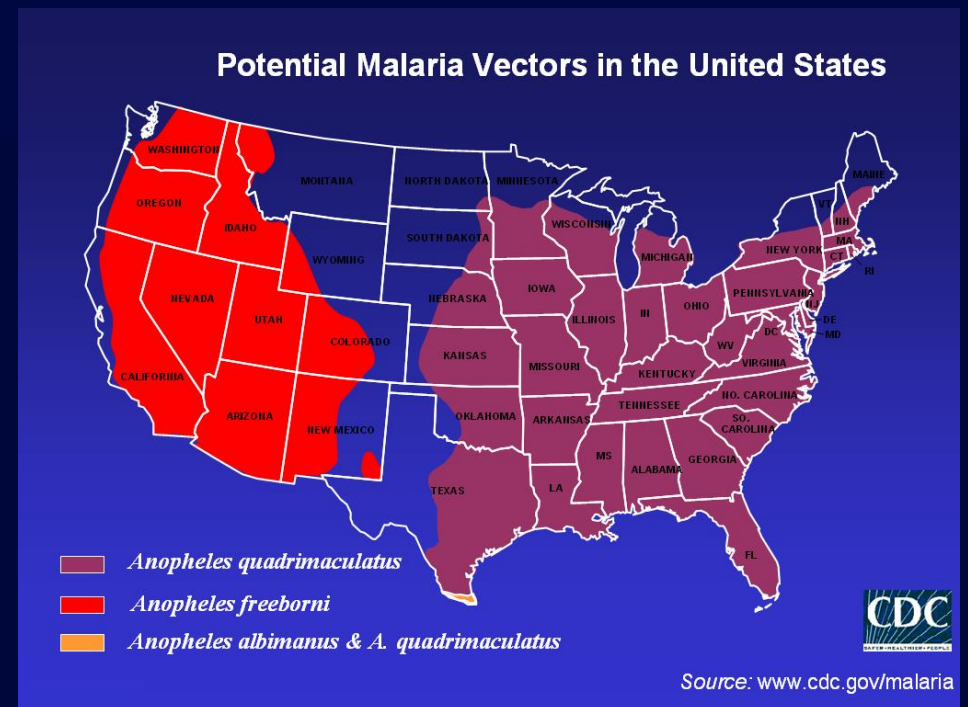 Potential Malaria Vectors in the United States
WASHINGTON
MONTANA
NORTH DAKOTA
MINNESOTA
MAINE
OREGON
IDAHO
SOUTH DAKOTA
WISCONSIN
VT
NH
WYOMING
MICHIGAN
NEW YORK
MA
CT
RI
NEVADA
UTAH
NEBRASKA
IOWA
ILLINOIS
IN
OHIO
PENNSYLVANIA
NJ
COLORADO
KANSAS
MISSOURI
WV
DC
DE
MD
VIRGINIA
CALIFORNIA
KENTUCKY
ARIZONA
NEW MEXICO
OKLAHOMA
ARKANSAS
TENNESSEE
NO. CAROLINA
SO.
CAROLINA
TEXAS
LA
MS
ALABAMA
GEORGIA
FL
Anopheles quadrimaculatus
Anopheles freeborni
Anopheles albimanus & A. quadrimaculatus
CDC
SAFER•HEALTHIER•PEOPLE
Source: www.cdc.gov/malaria